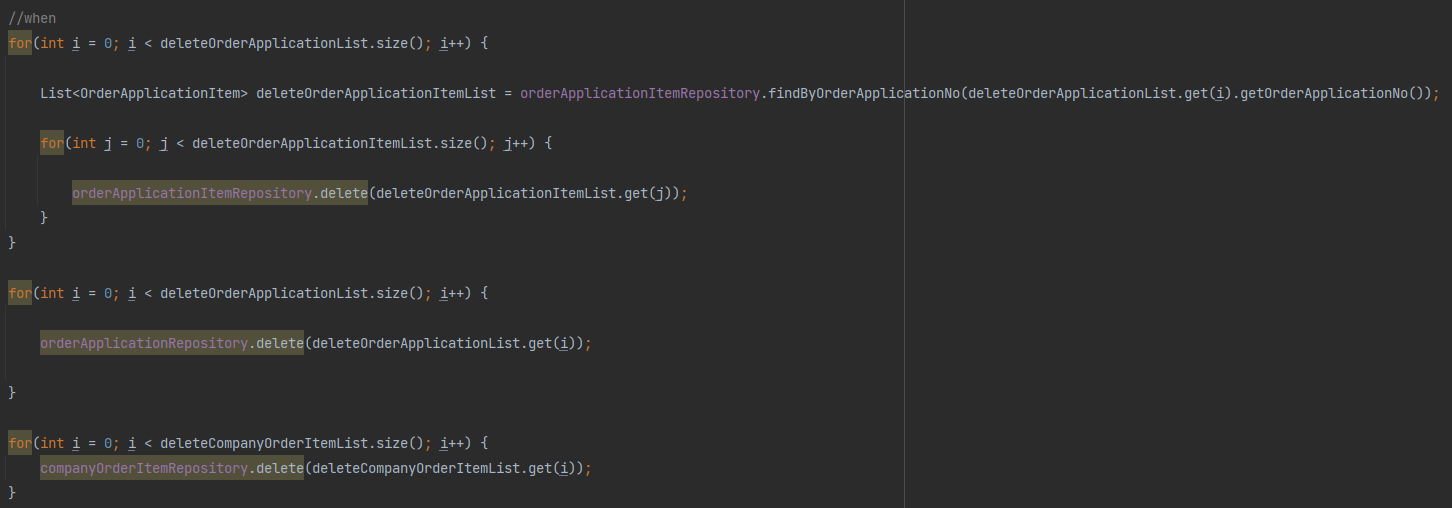 //when
for(int i = 0; i < deleteOrderApplicationList.size(); i++) {
List<OrderApplicationItem> deleteOrderApplicationItemList = orderApplicationItemRepository.findByOrderApplicationNo(deleteOrderApplicationList.get(i).getOrderApplicationNo());
for(int j = 0; j < deleteOrderApplicationItemList.size(); j++) {
orderApplicationItemRepository.delete(deleteOrderApplicationItemList.get(j));
}
}
for(int i = 0; i < deleteOrderApplicationList.size(); i++) {
orderApplicationRepository.delete(deleteOrderApplicationList.get(i));
}
for(int i = 0; i < deleteCompanyOrderItemList.size(); i++) {
companyOrderItemRepository.delete(deleteCompanyOrderItemList.get(i));
}